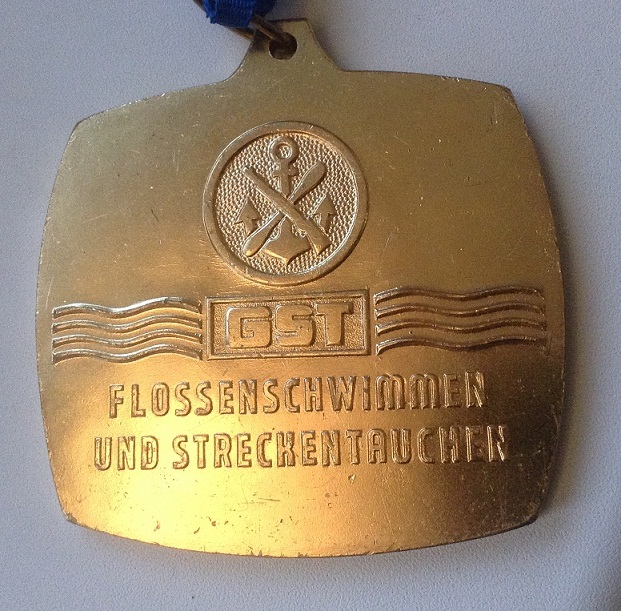 GST
FLOSSENSCHWIMMEN
UND STRECKENTAUCHEN